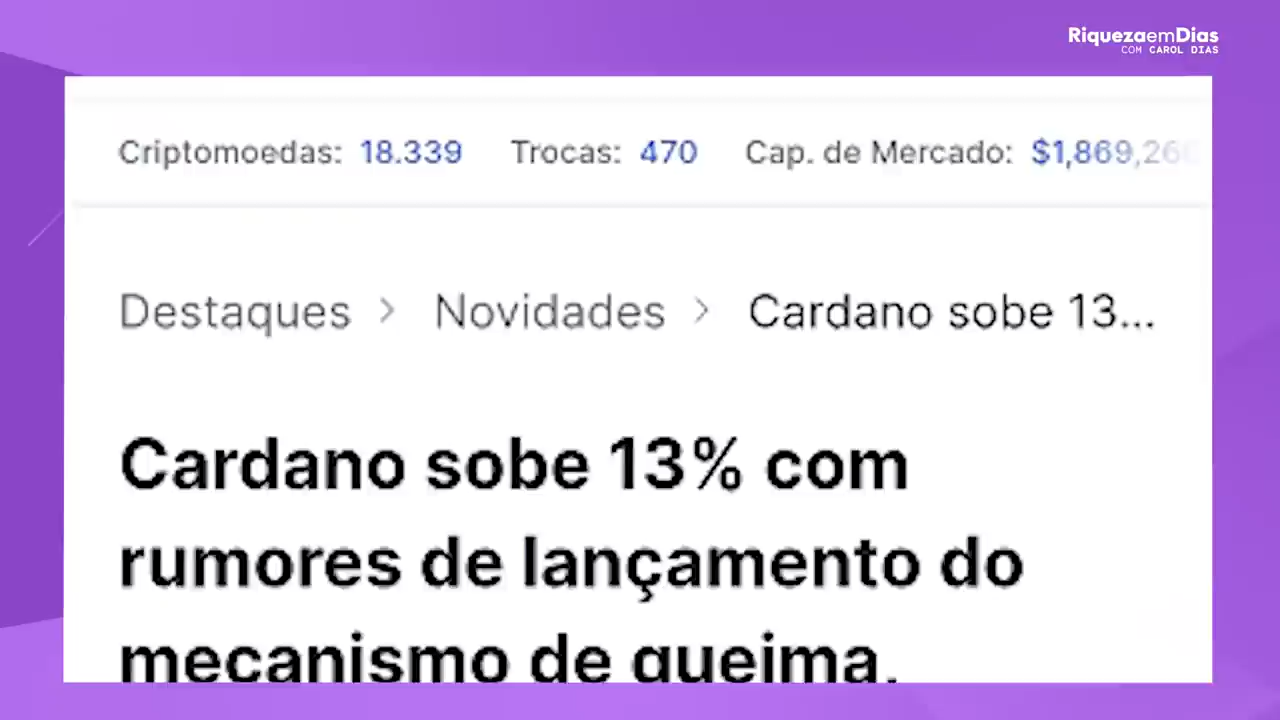 RiquezaemDias
COM CAROL DIAS
Criptomoedas: 18.339 Trocas: 470 Cap. de Mercado: $1,869,266
Destaques > Novidades > Cardano sobe 13...
Cardano sobe 13% com
rumores de lançamento do
mecanismo de queima.